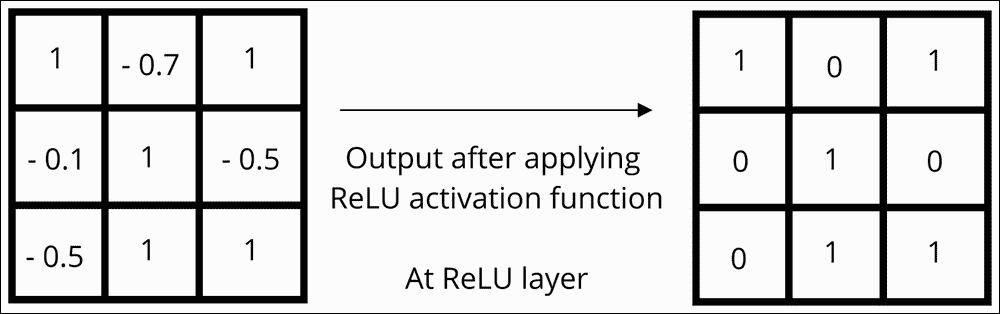 1 - 0.7 1
- 0.1 1 - 0.5
- 0.5 1 1
Output after applying
ReLU activation function
At ReLU layer
1 0 1
0 1 0
0 1 1